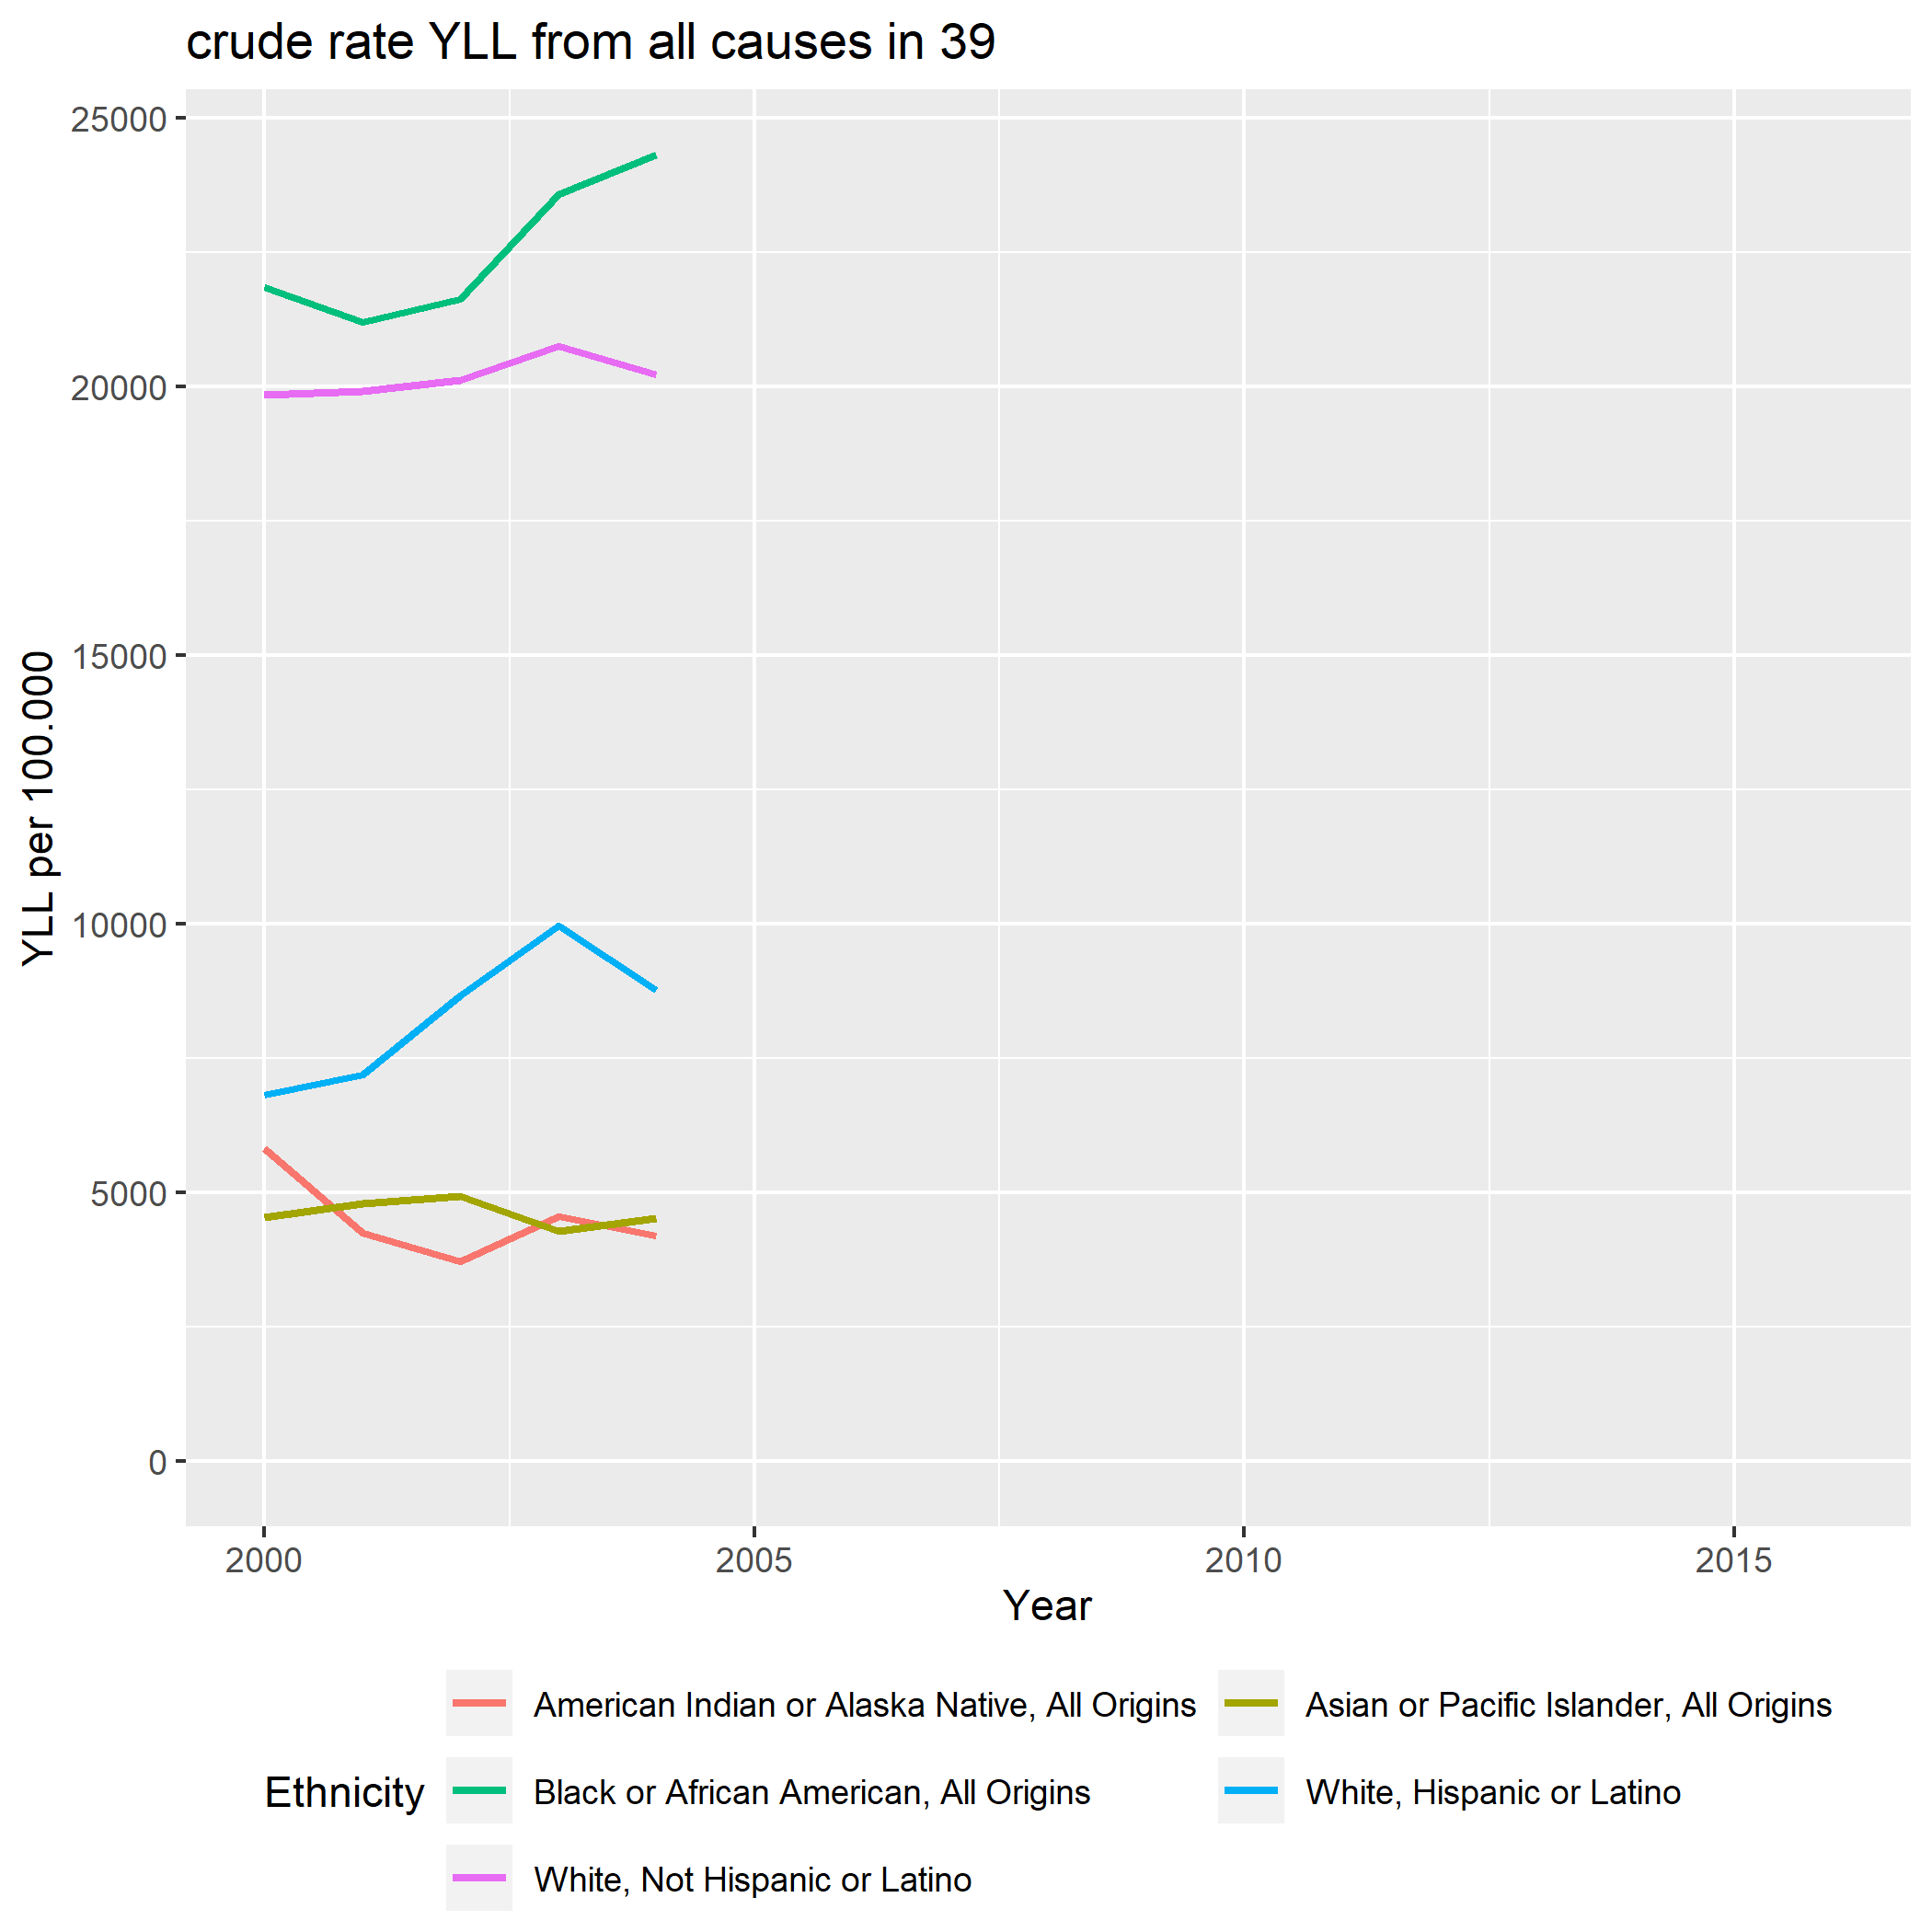 crude rate YLL from all causes in 39
25000
20000
15000
10000
5000
0
YLL per 100.000
2000 2005 2010 2015
Year
Ethnicity
American Indian or Alaska Native, All Origins
Asian or Pacific Islander, All Origins
Black or African American, All Origins
White, Hispanic or Latino
White, Not Hispanic or Latino